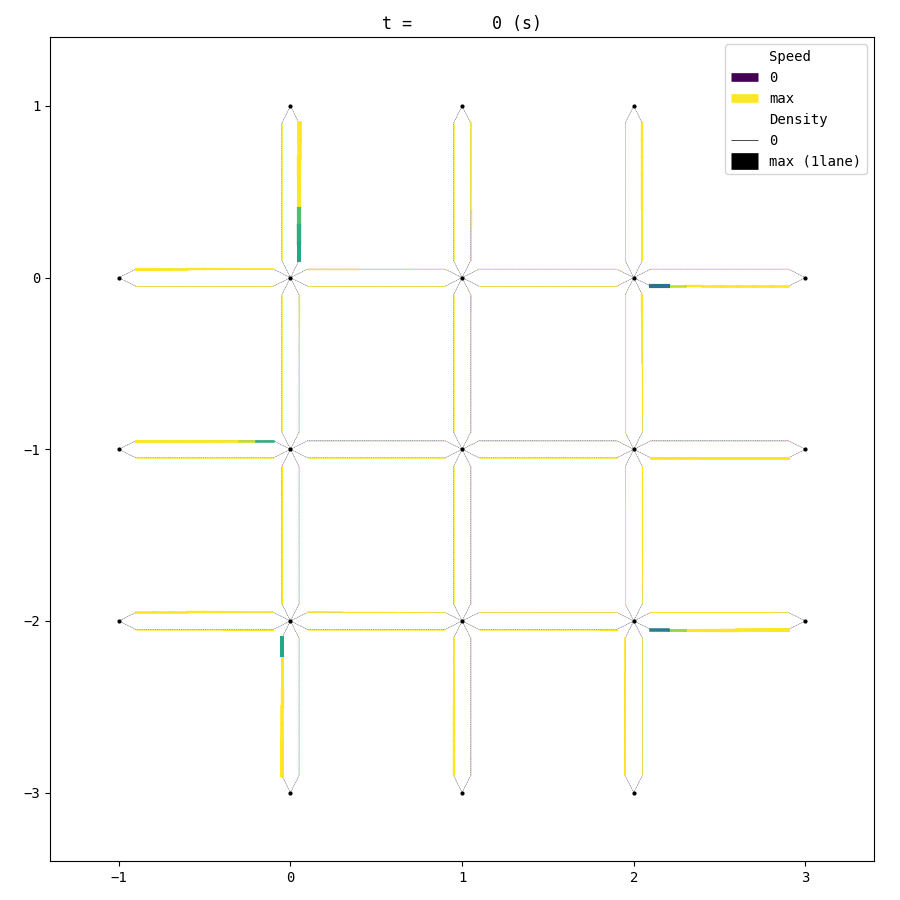 t =        0 (s)
Speed
0
max
Density
0
max (1lane)
1
0
−1
−2
−3
−1 0 1 2 3